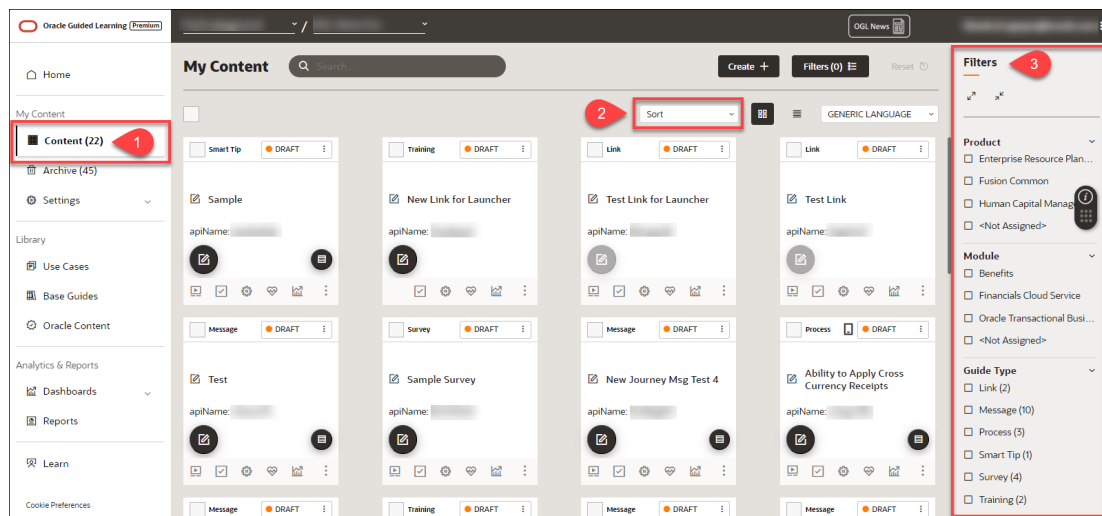 Oracle Guided Learning Premium
/
OGL News
Home
My Content
Content (22)
1
Archive (45)
Settings
Library
Use Cases
Base Guides
Oracle Content
Analytics & Reports
Dashboards
Reports
Learn
Cookie Preferences
My Content
Search...
Create +
Filters (0)
Reset
2
Sort
GENERIC LANGUAGE
Smart Tip
DRAFT
Sample
apiName:
Training
DRAFT
New Link for Launcher
apiName:
Link
DRAFT
Test Link for Launcher
apiName:
Link
DRAFT
Test Link
apiName:
Message
DRAFT
Test
apiName:
Survey
DRAFT
Sample Survey
apiName:
Message
DRAFT
New Journey Msg Test 4
apiName:
Process
DRAFT
Ability to Apply Cross
Currency Receipts
apiName:
Message
DRAFT
Training
DRAFT
Message
DRAFT
Message
DRAFT
Filters
3
Product
Enterprise Resource Plan...
Fusion Common
Human Capital Manag
<Not Assigned>
Module
Benefits
Financials Cloud Service
Oracle Transactional Busi...
<Not Assigned>
Guide Type
Link (2)
Message (10)
Process (3)
Smart Tip (1)
Survey (4)
Training (2)